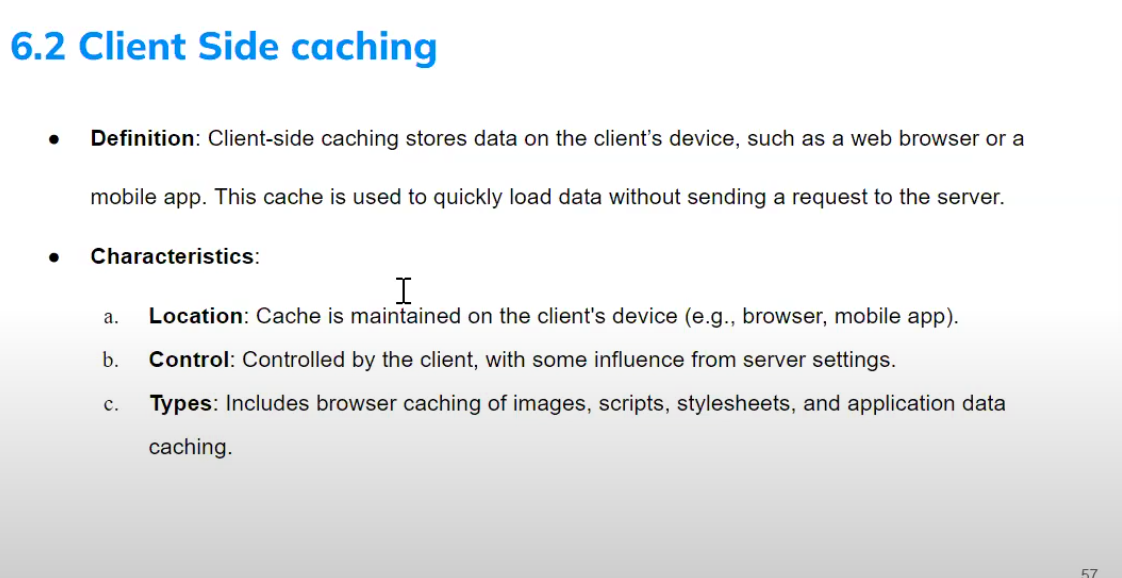 6.2 Client Side caching
● Definition: Client-side caching stores data on the client’s device, such as a web browser or a
mobile app. This cache is used to quickly load data without sending a request to the server.
● Characteristics:
a. Location: Cache is maintained on the client's device (e.g., browser, mobile app).
b. Control: Controlled by the client, with some influence from server settings.
c. Types: Includes browser caching of images, scripts, stylesheets, and application data
caching.
57